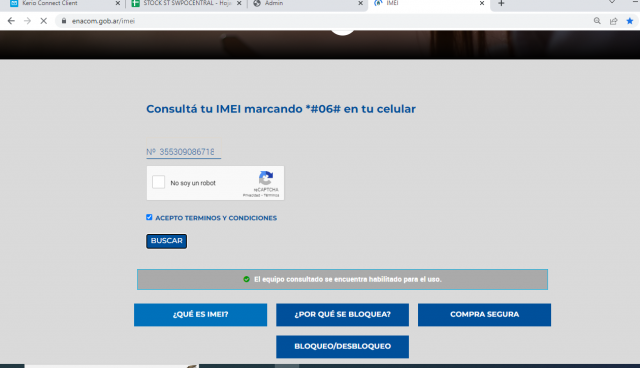 Kerio Connect Client
STOCK ST SWPOCENTRAL - Hoja
Admin
IMEI
enacom.gob.ar/imei
Consultá tu IMEI marcando *#06# en tu celular
Nº 355309086718
No soy un robot
reCAPTCHA
Privacidad - Términos
ACEPTO TERMINOS Y CONDICIONES
BUSCAR
El equipo consultado se encuentra habilitado para el uso.
¿QUÉ ES IMEI?
¿POR QUÉ SE BLOQUEA?
COMPRA SEGURA
BLOQUEO/DESBLOQUEO